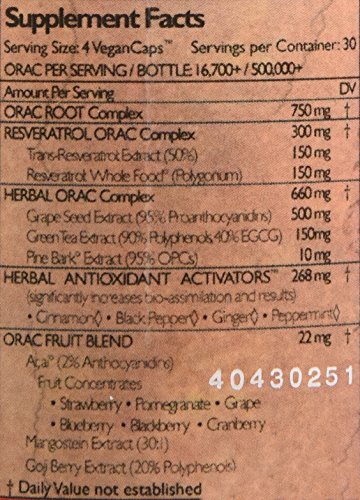 Supplement Facts
Serving Size: 4 VeganCaps™ Servings per Container: 30
ORAC PER SERVING / BOTTLE: 16,700+ / 500,000+
Amount Per Serving DV
ORAC ROOT Complex 750 mg †
RESVERATROL ORAC Complex 300 mg †
Trans-Resveratrol Extract (50%) 150 mg
Resveratrol Whole Food° (Polygonum) 150 mg
HERBAL ORAC Complex 660 mg †
Grape Seed Extract (95% Proanthocyanidins) 500 mg
Green Tea Extract (90% Polyphenols, 40% EGCG) 150mg
Pine Bark° Extract (95% OPCs) 10 mg
HERBAL ANTIOXIDANT ACTIVATORS™ 268 mg †
(significantly increases bio-assimilation and results)
• Cinnamon◊ • Black Pepper◊ • Ginger◊ • Peppermint◊
ORAC FRUIT BLEND 22 mg †
Açai° (2% Anthocyanidins)
Fruit Concentrates
40430251
• Strawberry • Pomegranate • Grape
• Blueberry • Blackberry • Cranberry
Mangostein Extract (30:1)
Goji Berry Extract (20% Polyphenols)
† Daily Value not established